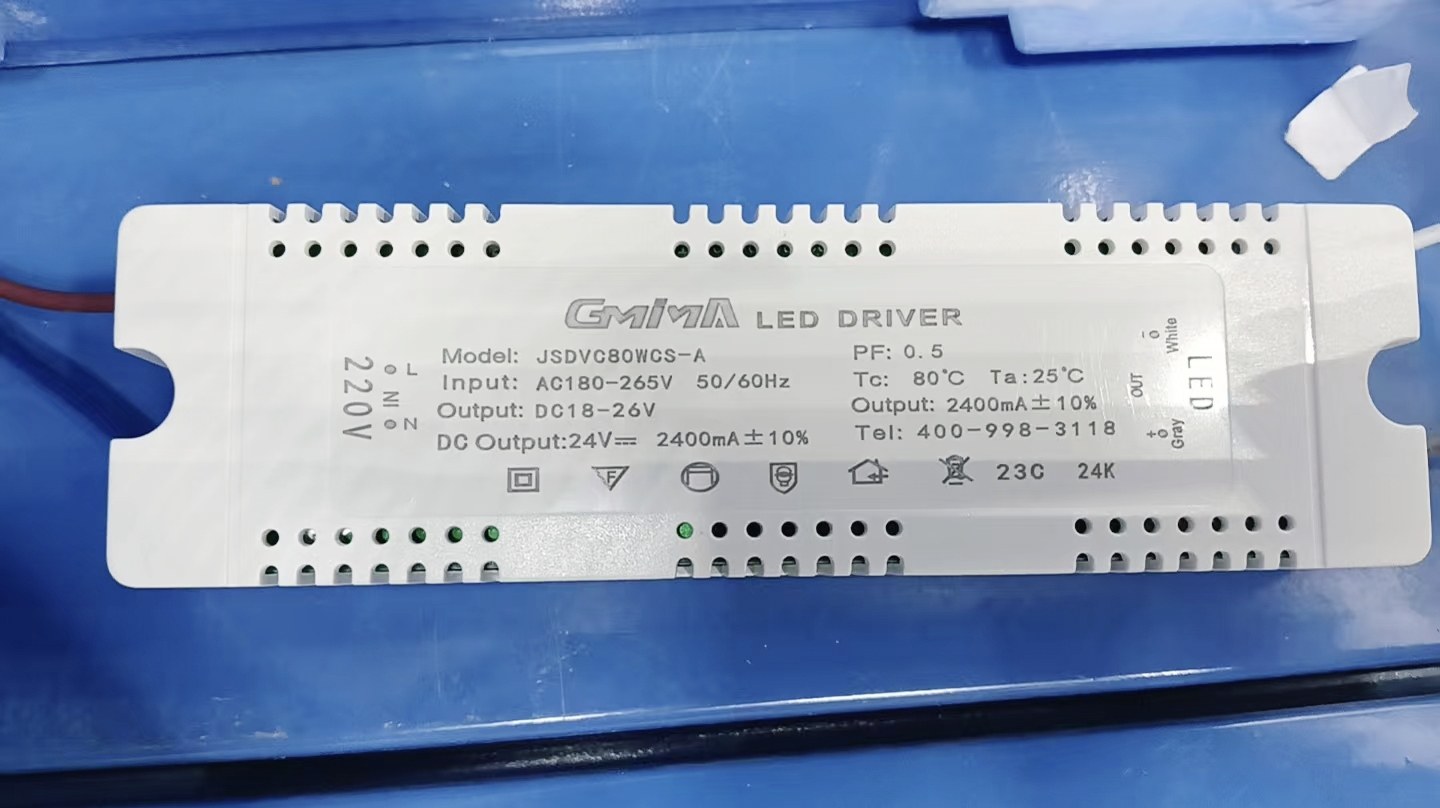 GMIMA LED DRIVER
Model: JSDVC80WCS-A
Input: AC180-265V 50/60Hz
Output: DC18-26V
DC Output:24V⎓ 2400mA±10%
PF: 0.5
Tc: 80℃ Ta:25℃
Output: 2400mA±10%
Tel: 400-998-3118
F
23C 24K
220V
IN
L
N
LED
OUT
- White
+ Gray